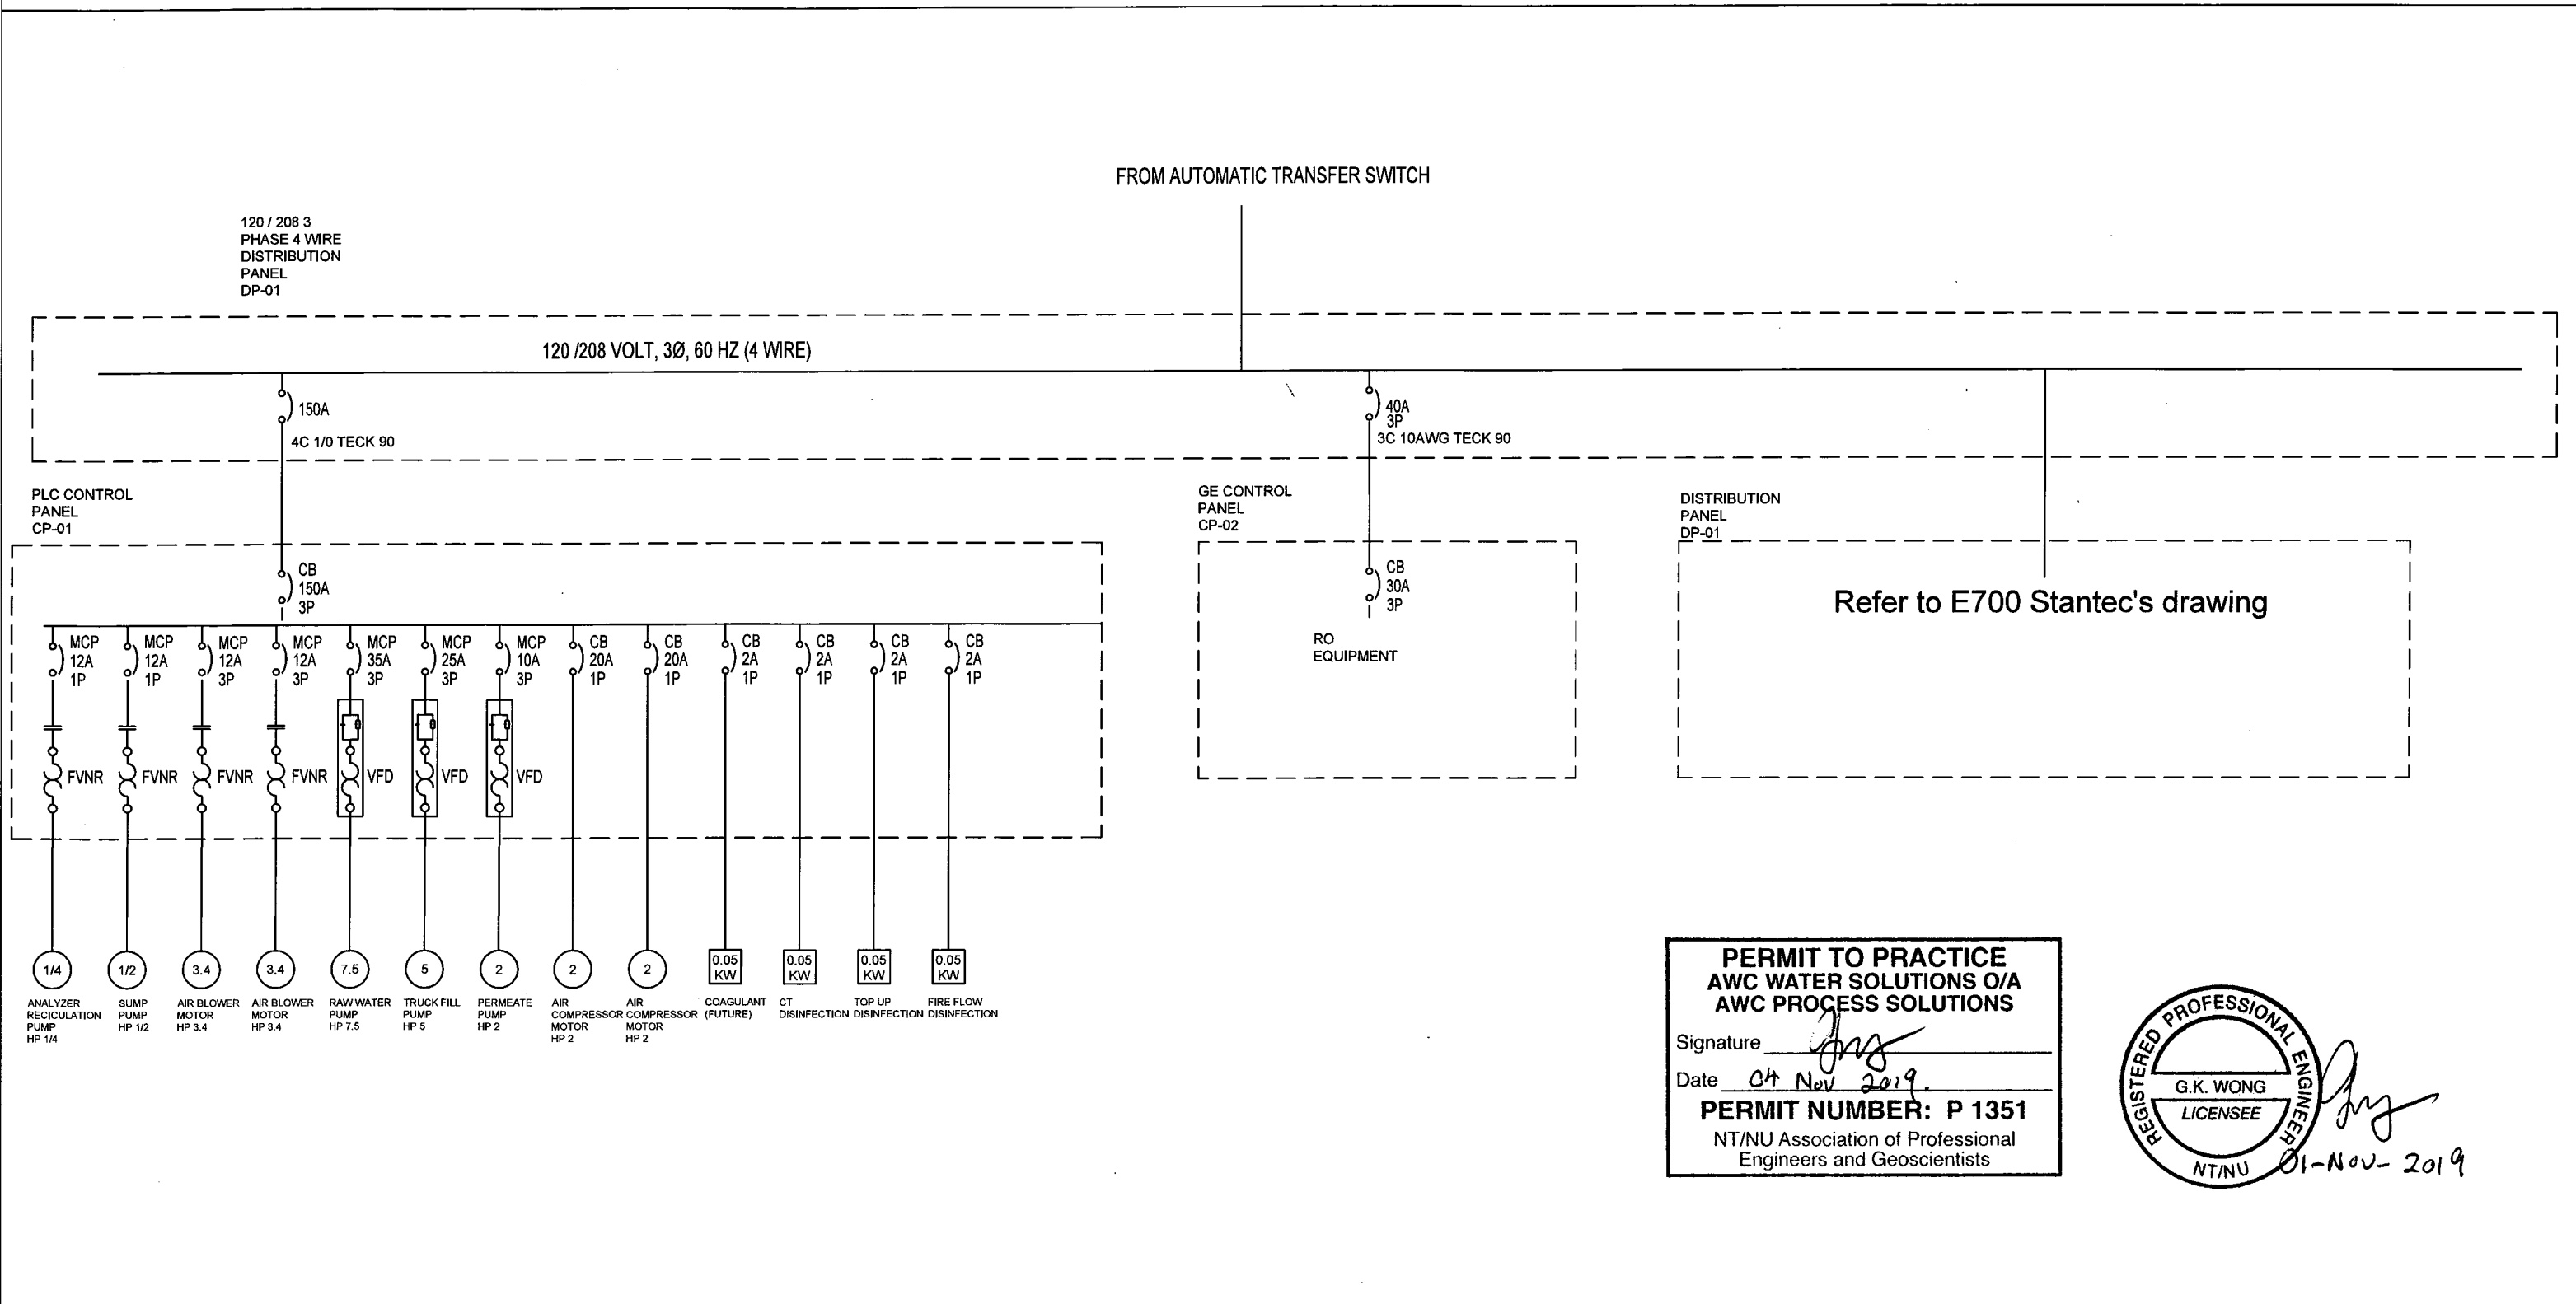 FROM AUTOMATIC TRANSFER SWITCH
120 / 208 3
PHASE 4 WIRE
DISTRIBUTION
PANEL
DP-01
120 /208 VOLT, 3Ø, 60 HZ (4 WIRE)
150A
4C 1/0 TECK 90
40A
3P
3C 10AWG TECK 90
PLC CONTROL
PANEL
CP-01
CB
150A
3P
MCP
12A
1P
MCP
12A
1P
MCP
12A
3P
MCP
12A
3P
MCP
35A
3P
MCP
25A
3P
MCP
10A
3P
CB
20A
1P
CB
20A
1P
CB
2A
1P
CB
2A
1P
CB
2A
1P
CB
2A
1P
FVNR
FVNR
FVNR
FVNR
VFD
VFD
VFD
1/4
ANALYZER
RECICULATION
PUMP
HP 1/4
1/2
SUMP
PUMP
HP 1/2
3.4
AIR BLOWER
MOTOR
HP 3.4
3.4
AIR BLOWER
MOTOR
HP 3.4
7.5
RAW WATER
PUMP
HP 7.5
5
TRUCK FILL
PUMP
HP 5
2
PERMEATE
PUMP
HP 2
2
AIR
COMPRESSOR
MOTOR
HP 2
2
AIR
COMPRESSOR
MOTOR
HP 2
0.05
KW
COAGULANT
(FUTURE)
0.05
KW
CT
DISINFECTION
0.05
KW
TOP UP
DISINFECTION
0.05
KW
FIRE FLOW
DISINFECTION
GE CONTROL
PANEL
CP-02
CB
30A
3P
RO
EQUIPMENT
DISTRIBUTION
PANEL
DP-01
Refer to E700 Stantec's drawing
PERMIT TO PRACTICE
AWC WATER SOLUTIONS O/A
AWC PROCESS SOLUTIONS
Signature
Date 04 Nov 2019.
PERMIT NUMBER: P 1351
NT/NU Association of Professional
Engineers and Geoscientists
REGISTERED PROFESSIONAL ENGINEER
G.K. WONG
LICENSEE
NT/NU
01-Nov-2019